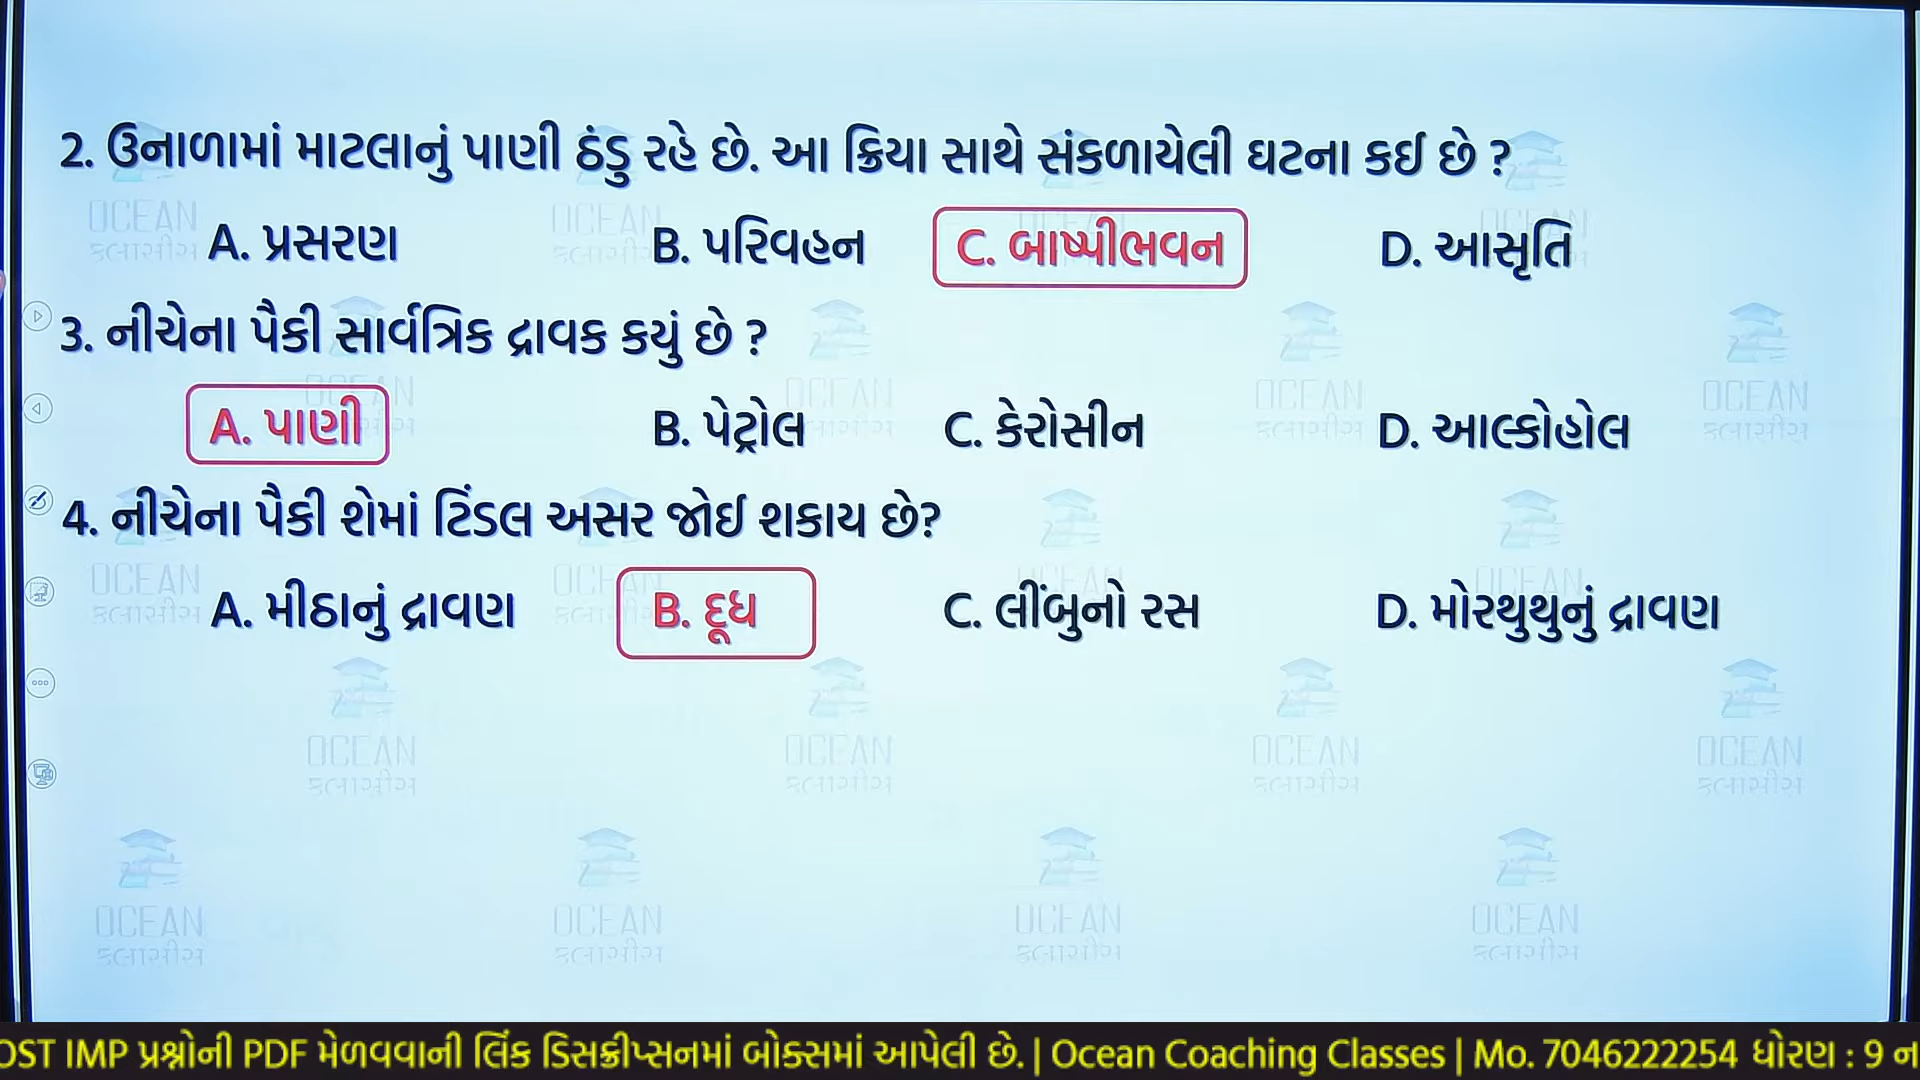 2. ઉનાળામાં માટલાનું પાણી ઠંડુ રહે છે. આ ક્રિયા સાથે સંકળાયેલી ઘટના કઈ છે ?
A. પ્રસરણ B. પરિવહન C. બાષ્પીભવન D. આસૃતિ
3. નીચેના પૈકી સાર્વત્રિક દ્રાવક કયું છે ?
A. પાણી B. પેટ્રોલ C. કેરોસીન D. આલ્કોહોલ
4. નીચેના પૈકી શેમાં ટિંડલ અસર જોઈ શકાય છે?
A. મીઠાનું દ્રાવણ B. દૂધ C. લીંબુનો રસ D. મોરથુથુનું દ્રાવણ
OCEAN
કલાસીસ
OST IMP પ્રશ્નોની PDF મેળવવાની લિંક ડિસક્રીપ્સનમાં બોક્સમાં આપેલી છે. | Ocean Coaching Classes | Mo. 7046222254 ધોરણ : 9 ન